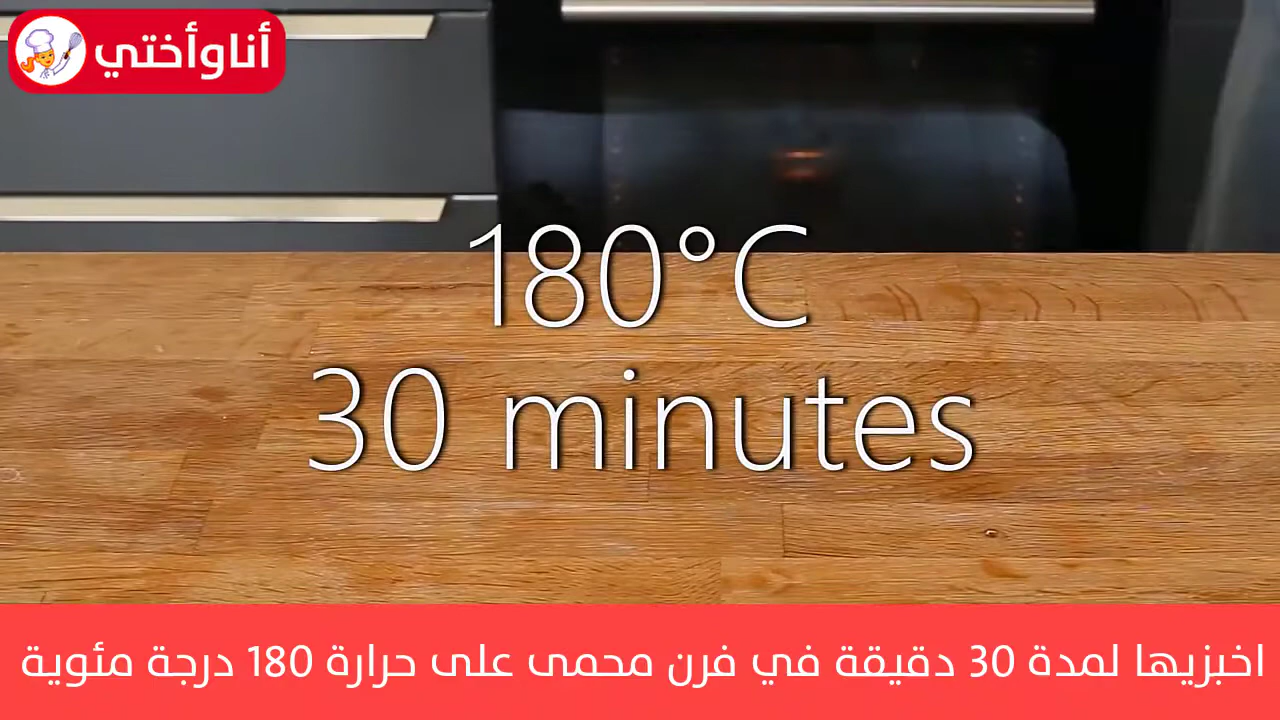 أناوأختي
180°C
30 minutes
اخبزيها لمدة 30 دقيقة في فرن محمى على حرارة 180 درجة مئوية